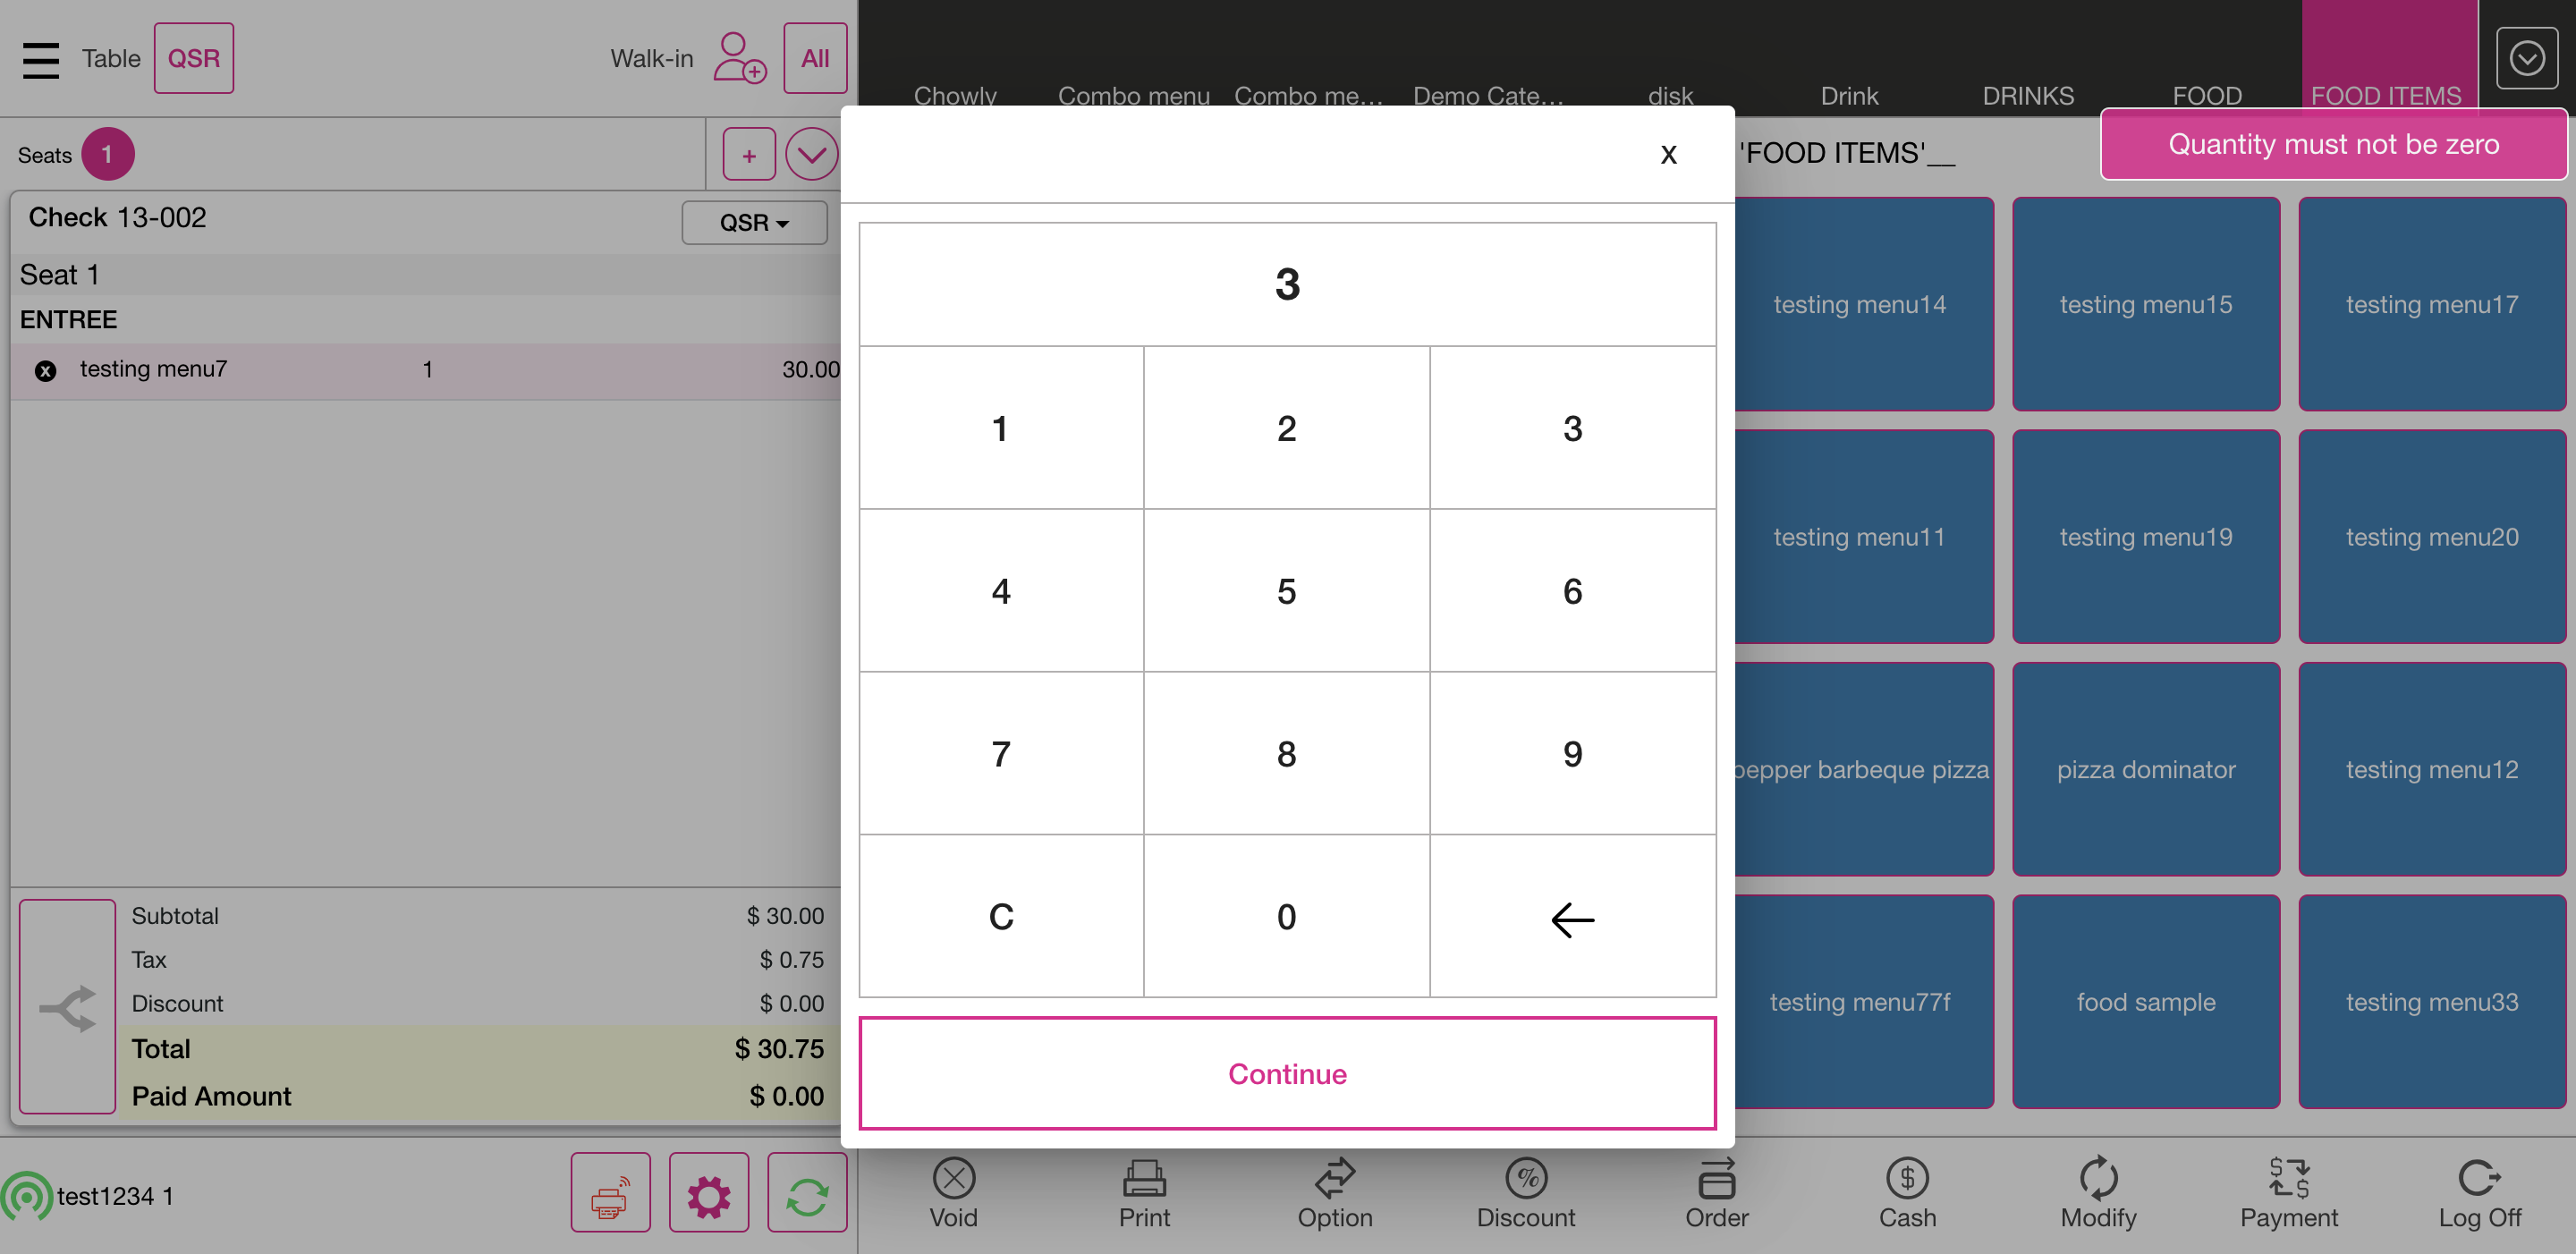 Table QSR Walk-in All
Chowly Combo menu Combo me... Demo Cate... disk Drink DRINKS FOOD FOOD ITEMS
Seats 1 +
'FOOD ITEMS'__
Quantity must not be zero
Check 13-002 QSR
Seat 1
ENTREE
x testing menu7 1 30.00
x
3
1 2 3
4 5 6
7 8 9
C 0
Continue
testing menu14 testing menu15 testing menu17
testing menu11 testing menu19 testing menu20
pepper barbeque pizza pizza dominator testing menu12
testing menu77f food sample testing menu33
Subtotal $ 30.00
Tax $ 0.75
Discount $ 0.00
Total $ 30.75
Paid Amount $ 0.00
test1234 1
Void Print Option Discount Order Cash Modify Payment Log Off